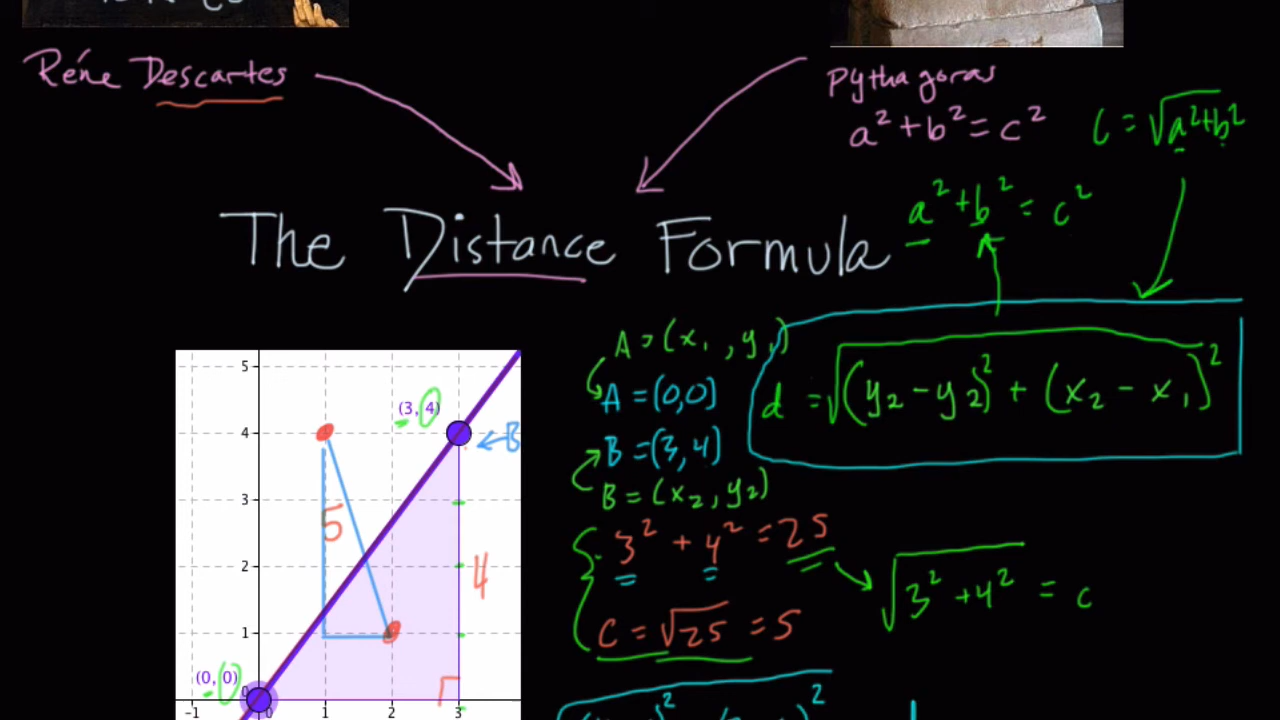 Réne Descartes
Pythagoras
a² + b² = c²
c = √a²+b²
a² + b² = c²
The Distance Formula
A = (x₁, y₁)
A = (0,0)
B = (3,4)
B = (x₂, y₂)
d = √(y₂ - y₂)² + (x₂ - x₁)²
3² + 4² = 25
√3² + 4² = c
c = √25 = 5
5
4
3
2
1
0
-1
0
1
2
3
(3, 4)
(0, 0)
B
5
4